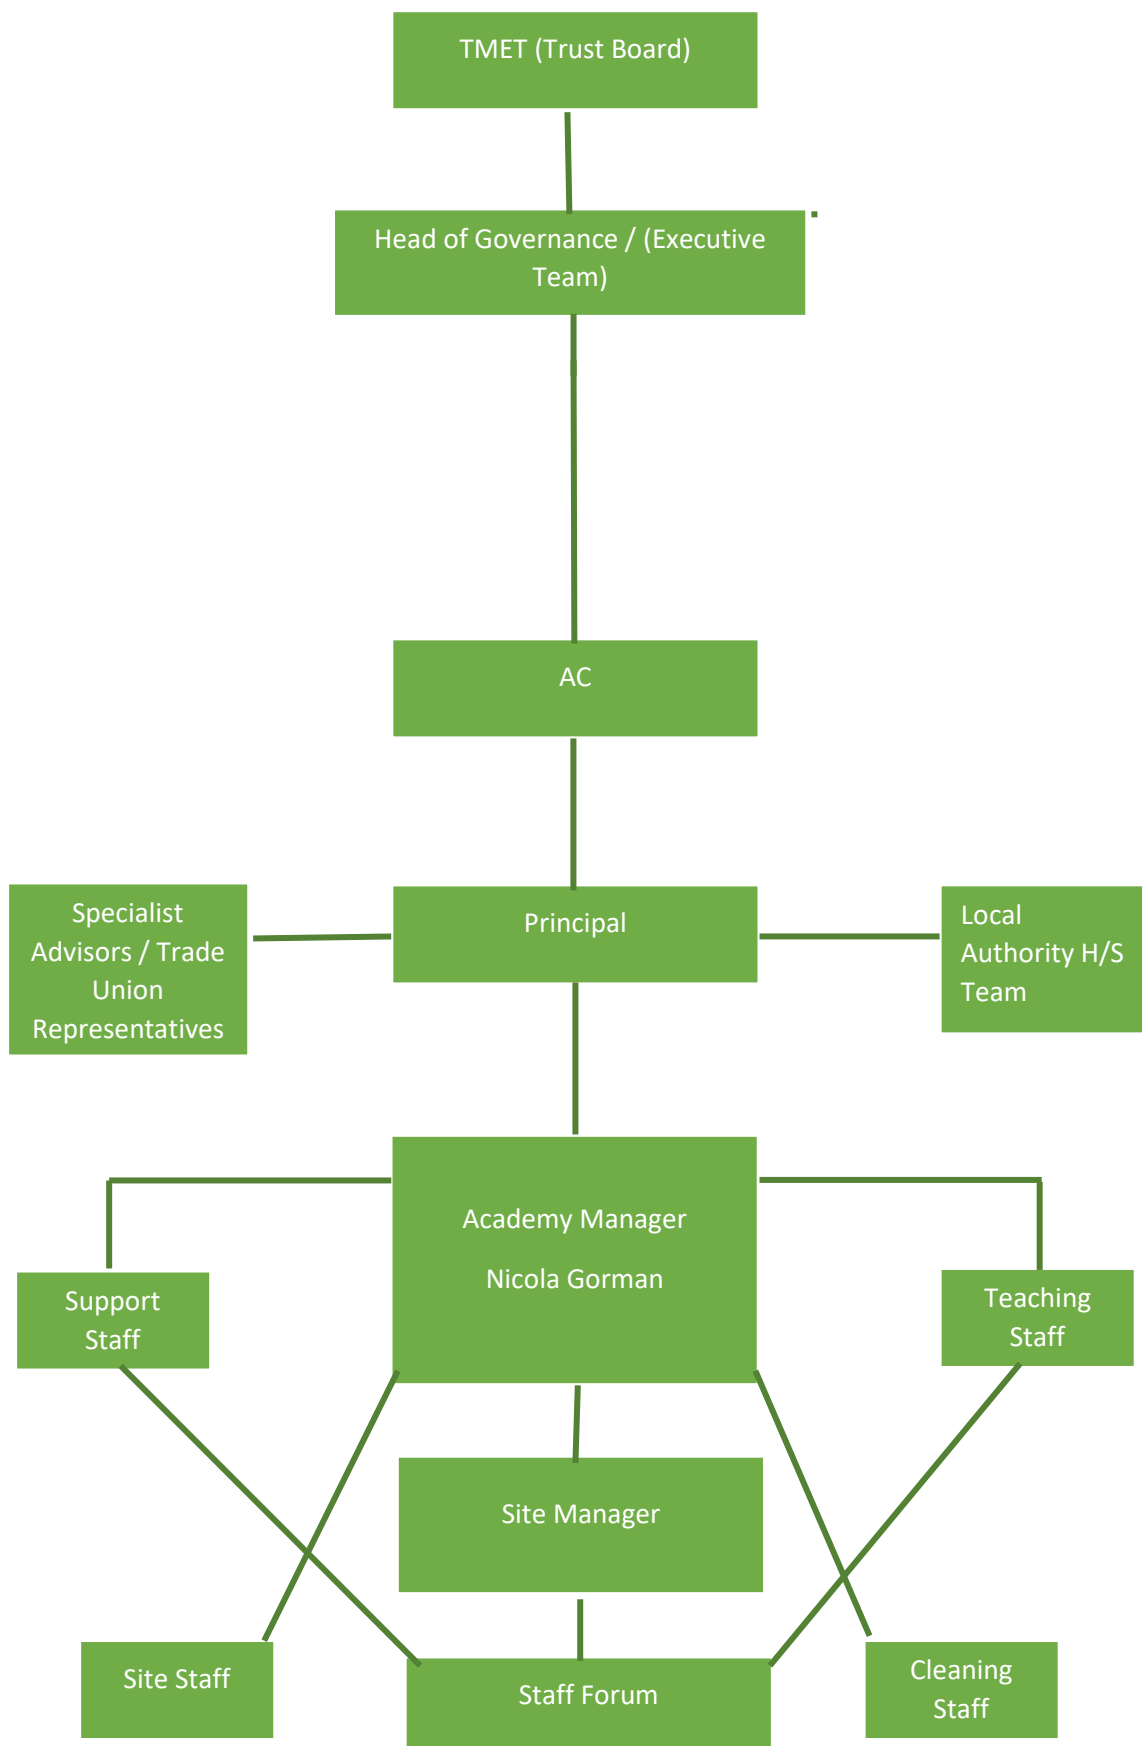 TMET (Trust Board)
Head of Governance / (Executive
Team)
AC
Specialist
Advisors / Trade
Union
Representatives
Principal
Local
Authority H/S
Team
Academy Manager
Nicola Gorman
Support
Staff
Teaching
Staff
Site Manager
Site Staff
Staff Forum
Cleaning
Staff